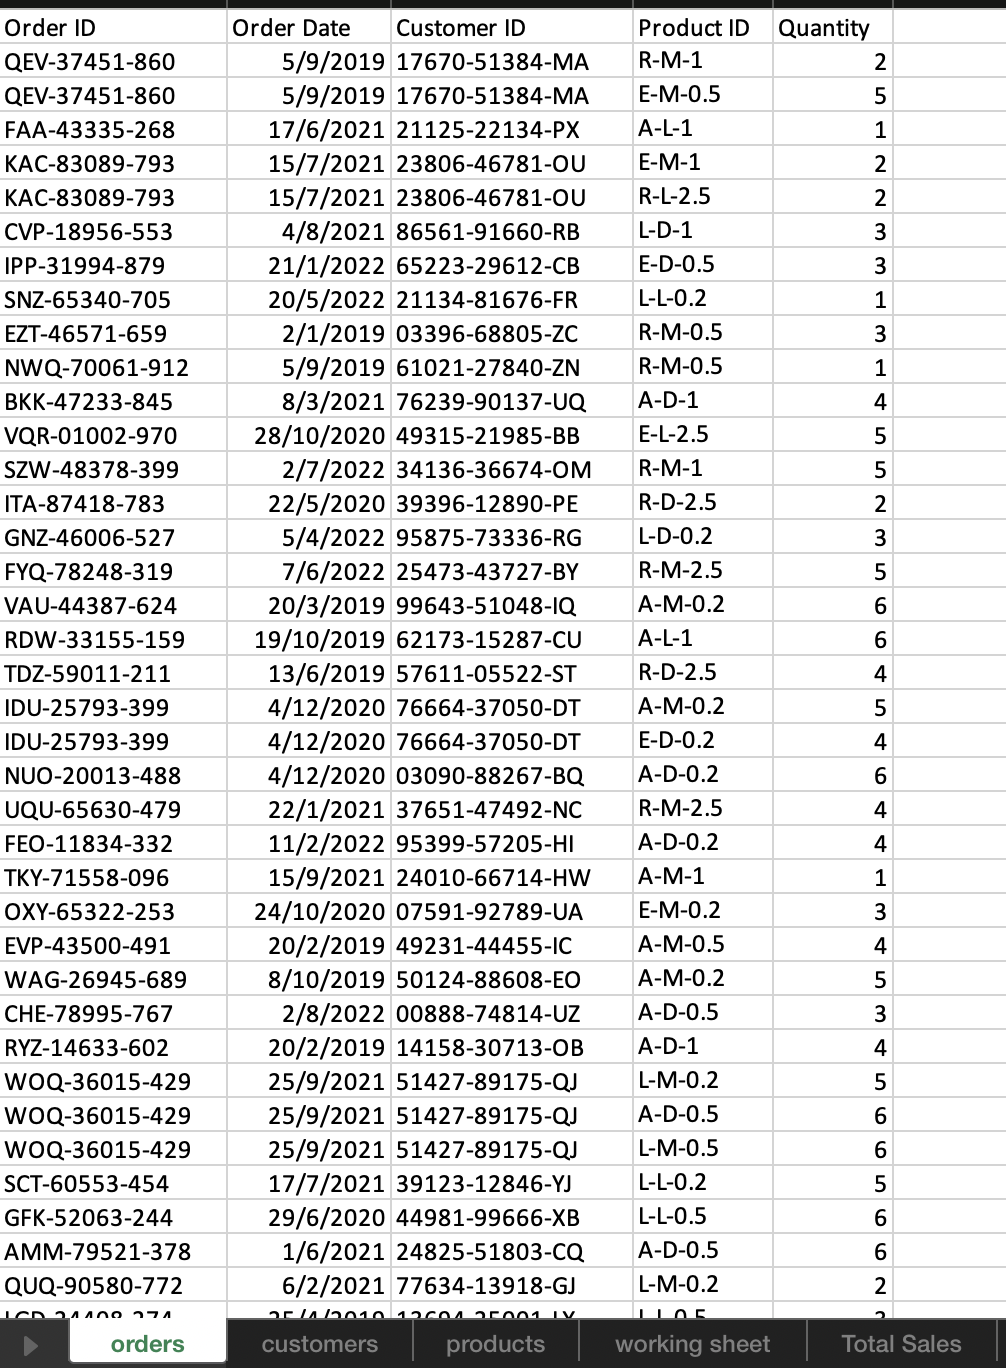 Order ID Order Date Customer ID Product ID Quantity
QEV-37451-860 5/9/2019 17670-51384-MA R-M-1 2
QEV-37451-860 5/9/2019 17670-51384-MA E-M-0.5 5
FAA-43335-268 17/6/2021 21125-22134-PX A-L-1 1
KAC-83089-793 15/7/2021 23806-46781-OU E-M-1 2
KAC-83089-793 15/7/2021 23806-46781-OU R-L-2.5 2
CVP-18956-553 4/8/2021 86561-91660-RB L-D-1 3
IPP-31994-879 21/1/2022 65223-29612-CB E-D-0.5 3
SNZ-65340-705 20/5/2022 21134-81676-FR L-L-0.2 1
EZT-46571-659 2/1/2019 03396-68805-ZC R-M-0.5 3
NWQ-70061-912 5/9/2019 61021-27840-ZN R-M-0.5 1
BKK-47233-845 8/3/2021 76239-90137-UQ A-D-1 4
VQR-01002-970 28/10/2020 49315-21985-BB E-L-2.5 5
SZW-48378-399 2/7/2022 34136-36674-OM R-M-1 5
ITA-87418-783 22/5/2020 39396-12890-PE R-D-2.5 2
GNZ-46006-527 5/4/2022 95875-73336-RG L-D-0.2 3
FYQ-78248-319 7/6/2022 25473-43727-BY R-M-2.5 5
VAU-44387-624 20/3/2019 99643-51048-IQ A-M-0.2 6
RDW-33155-159 19/10/2019 62173-15287-CU A-L-1 6
TDZ-59011-211 13/6/2019 57611-05522-ST R-D-2.5 4
IDU-25793-399 4/12/2020 76664-37050-DT A-M-0.2 5
IDU-25793-399 4/12/2020 76664-37050-DT E-D-0.2 4
NUO-20013-488 4/12/2020 03090-88267-BQ A-D-0.2 6
UQU-65630-479 22/1/2021 37651-47492-NC R-M-2.5 4
FEO-11834-332 11/2/2022 95399-57205-HI A-D-0.2 4
TKY-71558-096 15/9/2021 24010-66714-HW A-M-1 1
OXY-65322-253 24/10/2020 07591-92789-UA E-M-0.2 3
EVP-43500-491 20/2/2019 49231-44455-IC A-M-0.5 4
WAG-26945-689 8/10/2019 50124-88608-EO A-M-0.2 5
CHE-78995-767 2/8/2022 00888-74814-UZ A-D-0.5 3
RYZ-14633-602 20/2/2019 14158-30713-OB A-D-1 4
WOQ-36015-429 25/9/2021 51427-89175-QJ L-M-0.2 5
WOQ-36015-429 25/9/2021 51427-89175-QJ A-D-0.5 6
WOQ-36015-429 25/9/2021 51427-89175-QJ L-M-0.5 6
SCT-60553-454 17/7/2021 39123-12846-YJ L-L-0.2 5
GFK-52063-244 29/6/2020 44981-99666-XB L-L-0.5 6
AMM-79521-378 1/6/2021 24825-51803-CQ A-D-0.5 6
QUQ-90580-772 6/2/2021 77634-13918-GJ L-M-0.2 2
orders customers products working sheet Total Sales